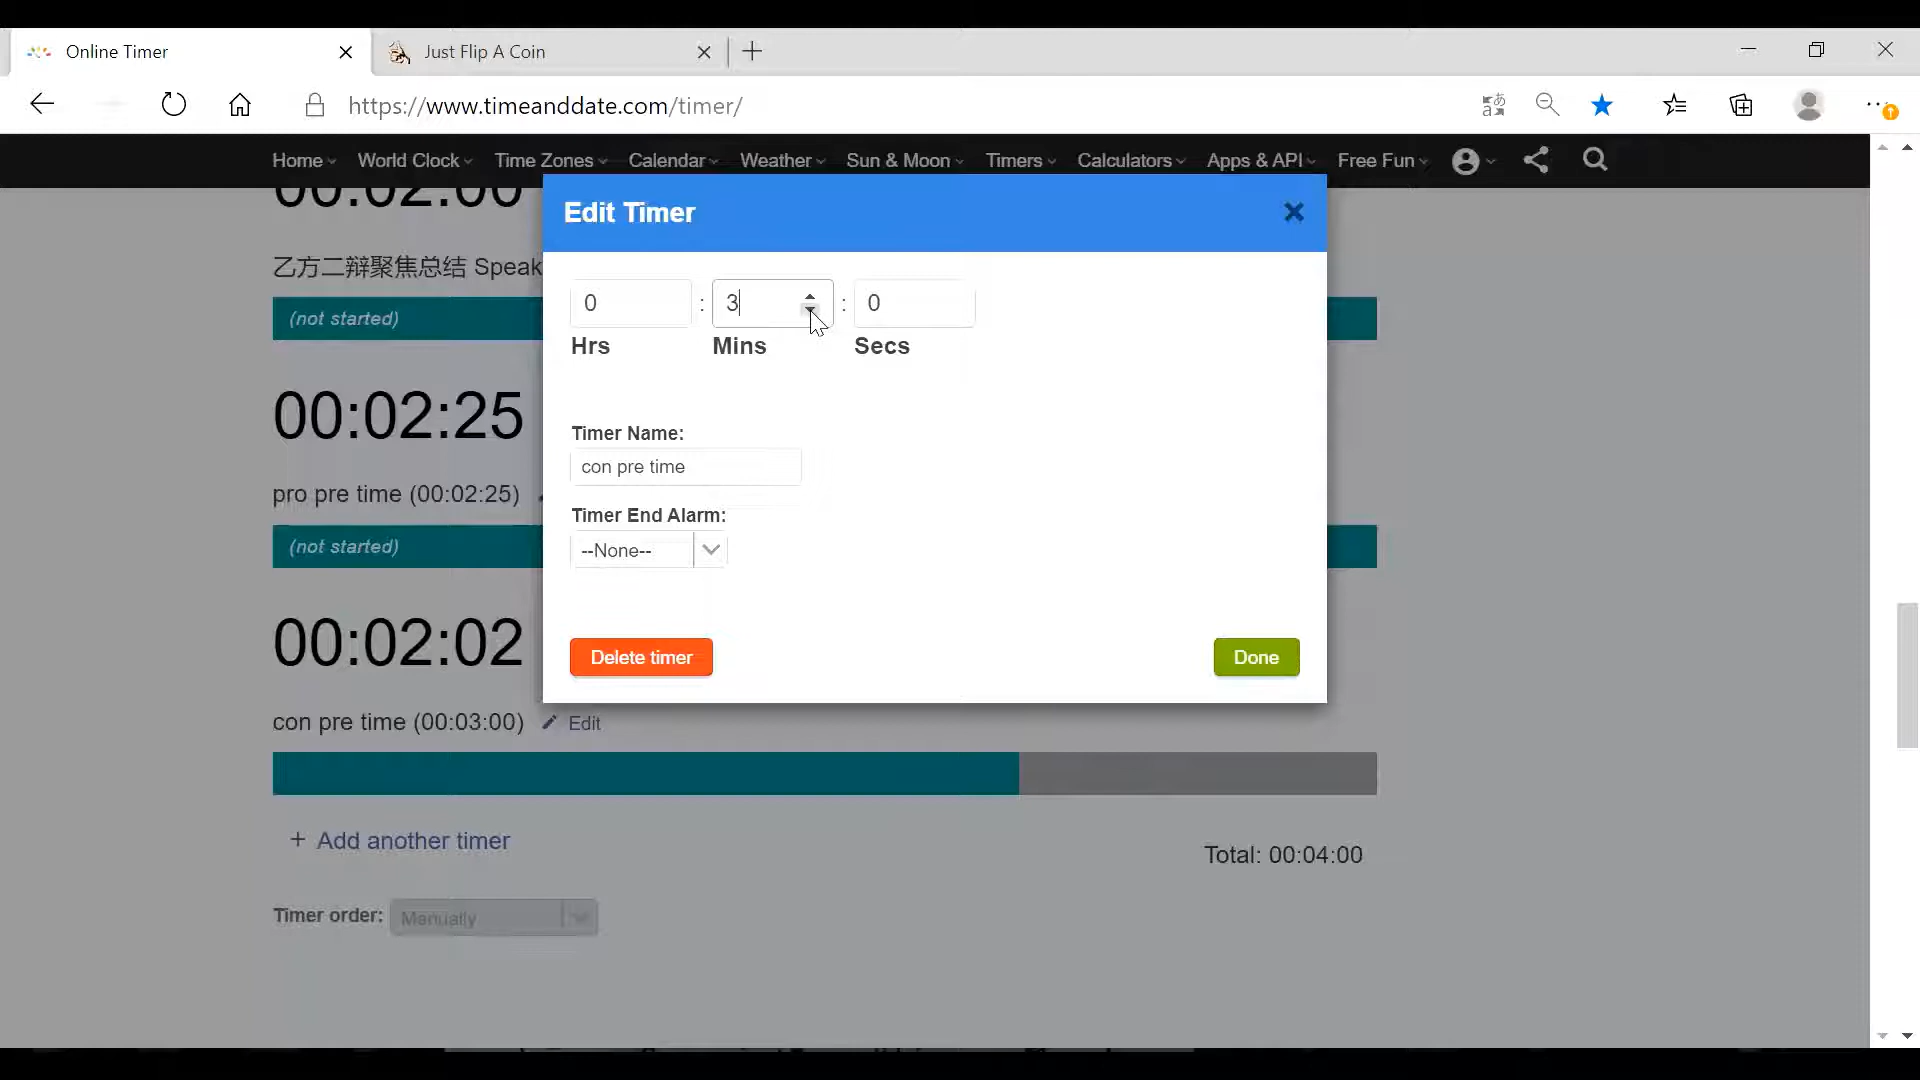 Online Timer
Just Flip A Coin
https://www.timeanddate.com/timer/
Home World Clock Time Zones Calendar Weather Sun & Moon Timers Calculators Apps & API Free Fun
00:02:00
Edit Timer
乙方二辩聚焦总结 Speak
0 : 3 : 0
Hrs Mins Secs
(not started)
00:02:25
Timer Name:
con pre time
pro pre time (00:02:25)
Timer End Alarm:
--None--
(not started)
00:02:02
Delete timer
Done
con pre time (00:03:00) Edit
+ Add another timer
Total: 00:04:00
Timer order: Manually